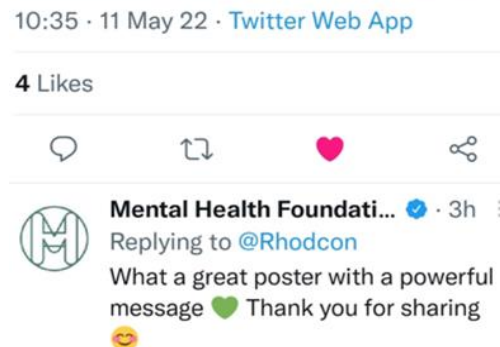 10:35 · 11 May 22 · Twitter Web App
4 Likes
Mental Health Foundati... · 3h
Replying to @Rhodcon
What a great poster with a powerful
message 💚 Thank you for sharing
😊